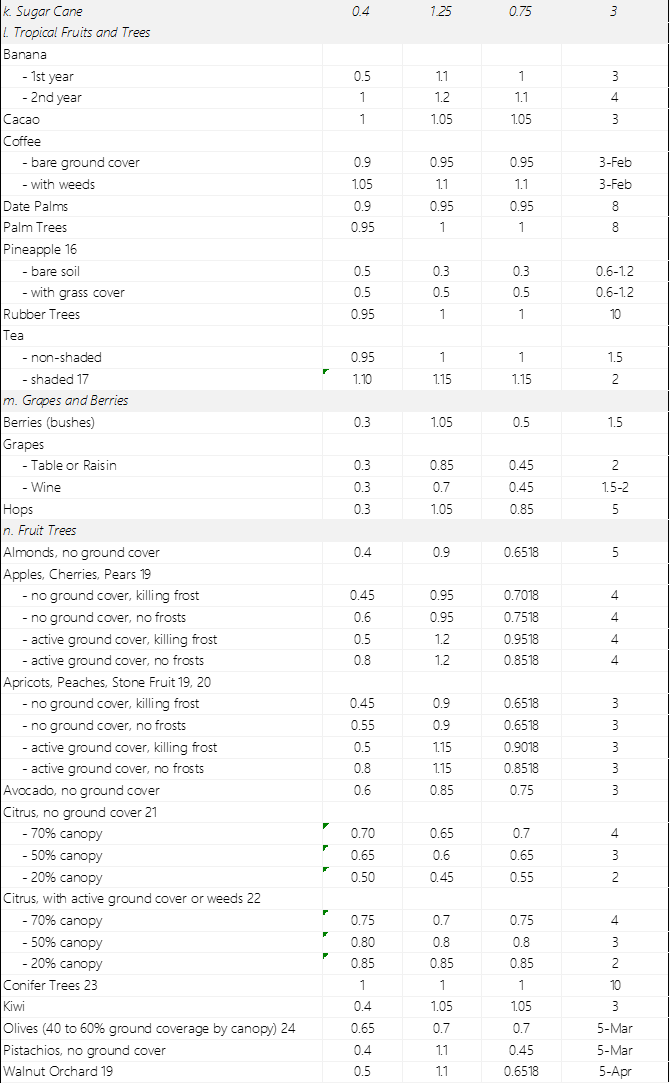 k. Sugar Cane 0.4 1.25 0.75 3
l. Tropical Fruits and Trees
Banana
- 1st year 0.5 1.1 1 3
- 2nd year 1 1.2 1.1 4
Cacao 1 1.05 1.05 3
Coffee
- bare ground cover 0.9 0.95 0.95 3-Feb
- with weeds 1.05 1.1 1.1 3-Feb
Date Palms 0.9 0.95 0.95 8
Palm Trees 0.95 1 1 8
Pineapple 16
- bare soil 0.5 0.3 0.3 0.6-1.2
- with grass cover 0.5 0.5 0.5 0.6-1.2
Rubber Trees 0.95 1 1 10
Tea
- non-shaded 0.95 1 1 1.5
- shaded 17 1.10 1.15 1.15 2
m. Grapes and Berries
Berries (bushes) 0.3 1.05 0.5 1.5
Grapes
- Table or Raisin 0.3 0.85 0.45 2
- Wine 0.3 0.7 0.45 1.5-2
Hops 0.3 1.05 0.85 5
n. Fruit Trees
Almonds, no ground cover 0.4 0.9 0.6518 5
Apples, Cherries, Pears 19
- no ground cover, killing frost 0.45 0.95 0.7018 4
- no ground cover, no frosts 0.6 0.95 0.7518 4
- active ground cover, killing frost 0.5 1.2 0.9518 4
- active ground cover, no frosts 0.8 1.2 0.8518 4
Apricots, Peaches, Stone Fruit 19, 20
- no ground cover, killing frost 0.45 0.9 0.6518 3
- no ground cover, no frosts 0.55 0.9 0.6518 3
- active ground cover, killing frost 0.5 1.15 0.9018 3
- active ground cover, no frosts 0.8 1.15 0.8518 3
Avocado, no ground cover 0.6 0.85 0.75 3
Citrus, no ground cover 21
- 70% canopy 0.70 0.65 0.7 4
- 50% canopy 0.65 0.6 0.65 3
- 20% canopy 0.50 0.45 0.55 2
Citrus, with active ground cover or weeds 22
- 70% canopy 0.75 0.7 0.75 4
- 50% canopy 0.80 0.8 0.8 3
- 20% canopy 0.85 0.85 0.85 2
Conifer Trees 23 1 1 1 10
Kiwi 0.4 1.05 1.05 3
Olives (40 to 60% ground coverage by canopy) 24 0.65 0.7 0.7 5-Mar
Pistachios, no ground cover 0.4 1.1 0.45 5-Mar
Walnut Orchard 19 0.5 1.1 0.6518 5-Apr